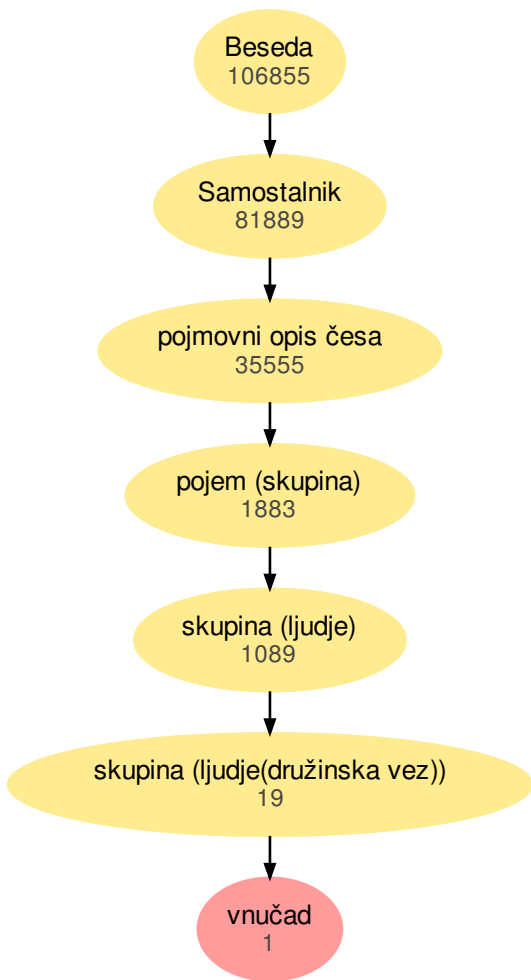 Beseda
106855
Samostalnik
81889
pojmovni opis česa
35555
pojem (skupina)
1883
skupina (ljudje)
1089
skupina (ljudje(družinska vez))
19
vnučad
1